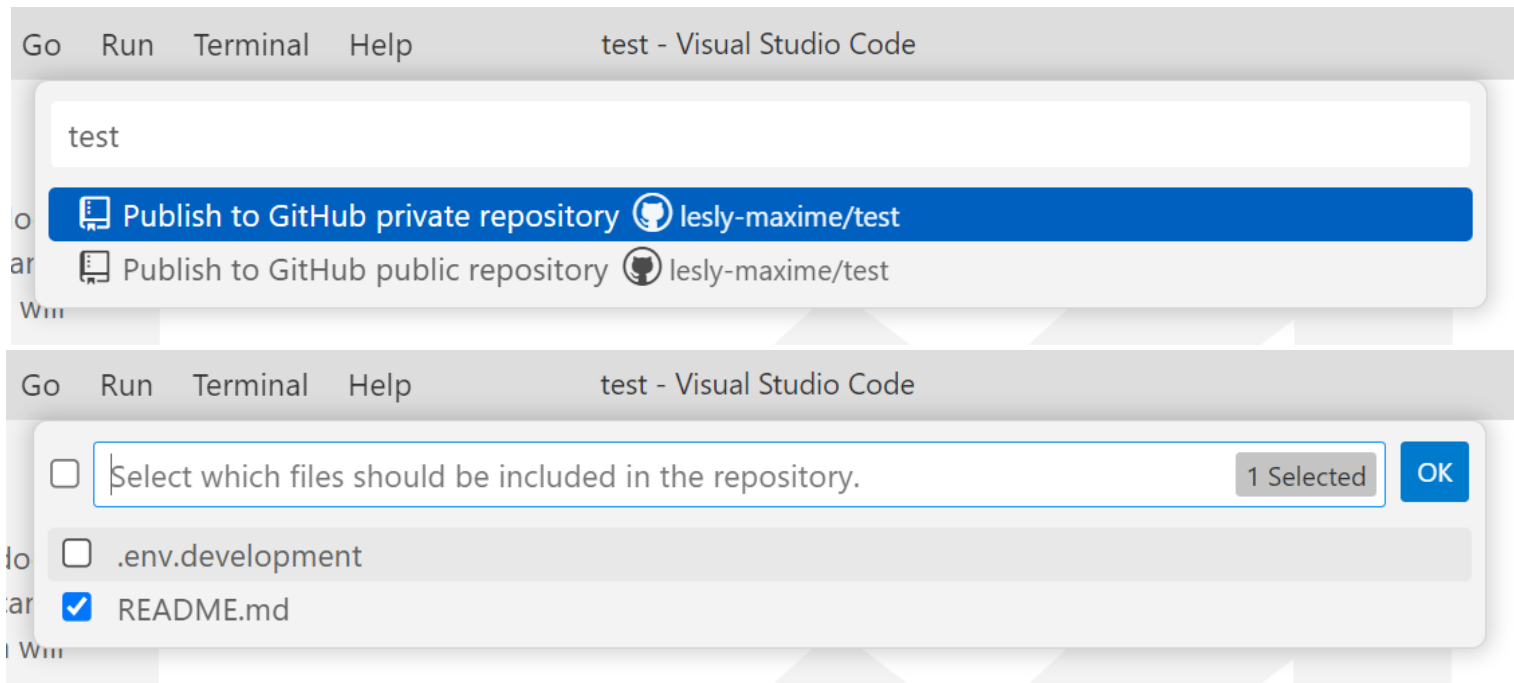 Go Run Terminal Help test - Visual Studio Code
test
Publish to GitHub private repository lesly-maxime/test
Publish to GitHub public repository lesly-maxime/test
will
Go Run Terminal Help test - Visual Studio Code
Select which files should be included in the repository. 1 Selected OK
.env.development
README.md
will